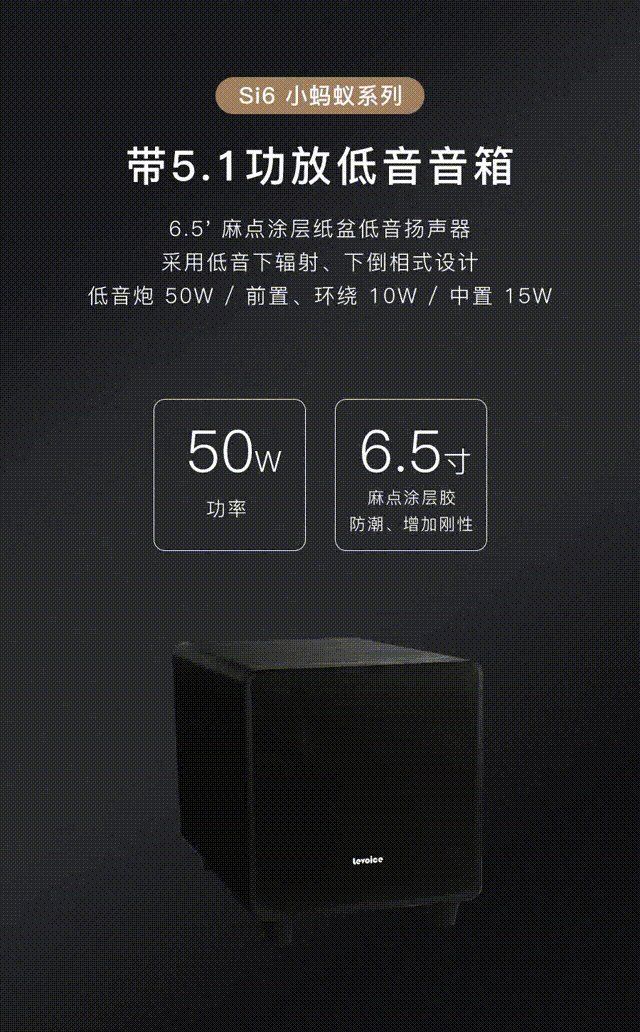 Si6 小蚂蚁系列
带5.1功放低音音箱
6.5’ 麻点涂层纸盆低音扬声器
采用低音下辐射、下倒相式设计
低音炮 50W / 前置、环绕 10W / 中置 15W
50W
功率
6.5寸
麻点涂层胶
防潮、增加刚性
levoice